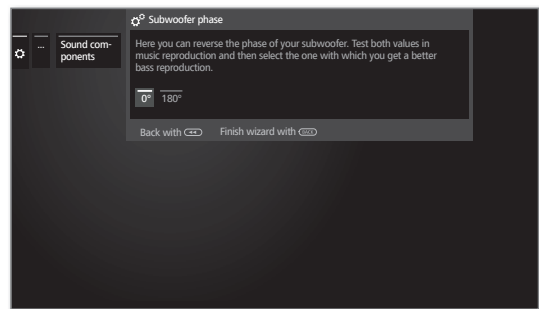 Subwoofer phase
...
Sound com-
ponents
Here you can reverse the phase of your subwoofer. Test both values in
music reproduction and then select the one with which you get a better
bass reproduction.
0° 180°
Back with Finish wizard with BACK